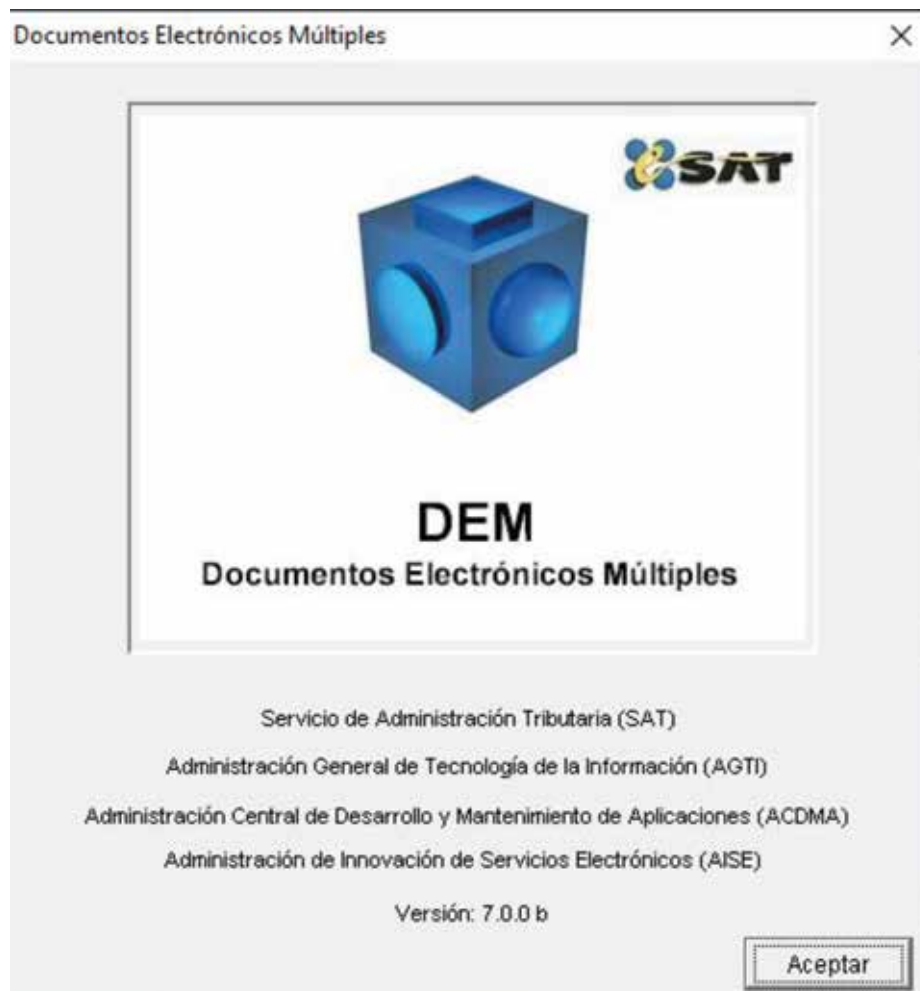 Documentos Electrónicos Múltiples
SAT
DEM
Documentos Electrónicos Múltiples
Servicio de Administración Tributaria (SAT)
Administración General de Tecnología de la Información (AGTI)
Administración Central de Desarrollo y Mantenimiento de Aplicaciones (ACDMA)
Administración de Innovación de Servicios Electrónicos (AISE)
Versión: 7.0.0 b
Aceptar